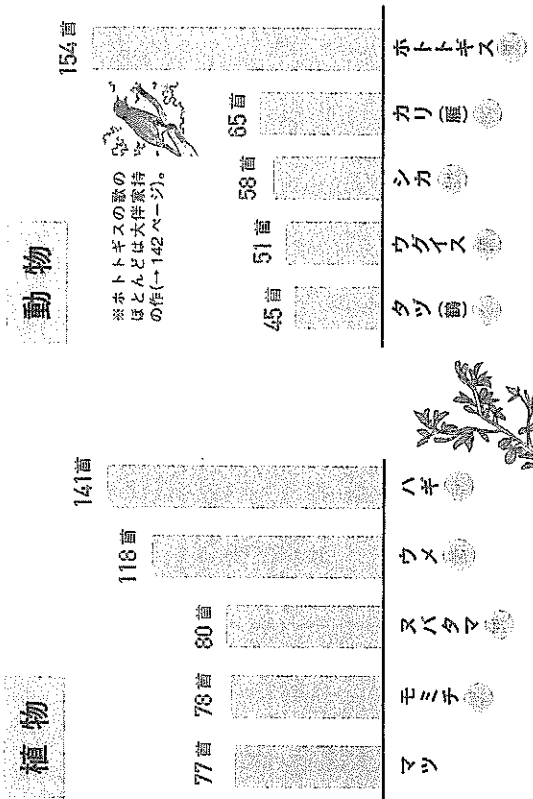 動物
154首
ホトトギス
65首
カリ(雁)
58首
シカ
51首
ウグイス
45首
タヅ(鶴)
※ホトトギスの歌の
ほとんどは大伴家持
の作(→142ページ)。
植物
141首
ハギ
118首
ウメ
80首
ヌバタマ
78首
モミチ
77首
マツ